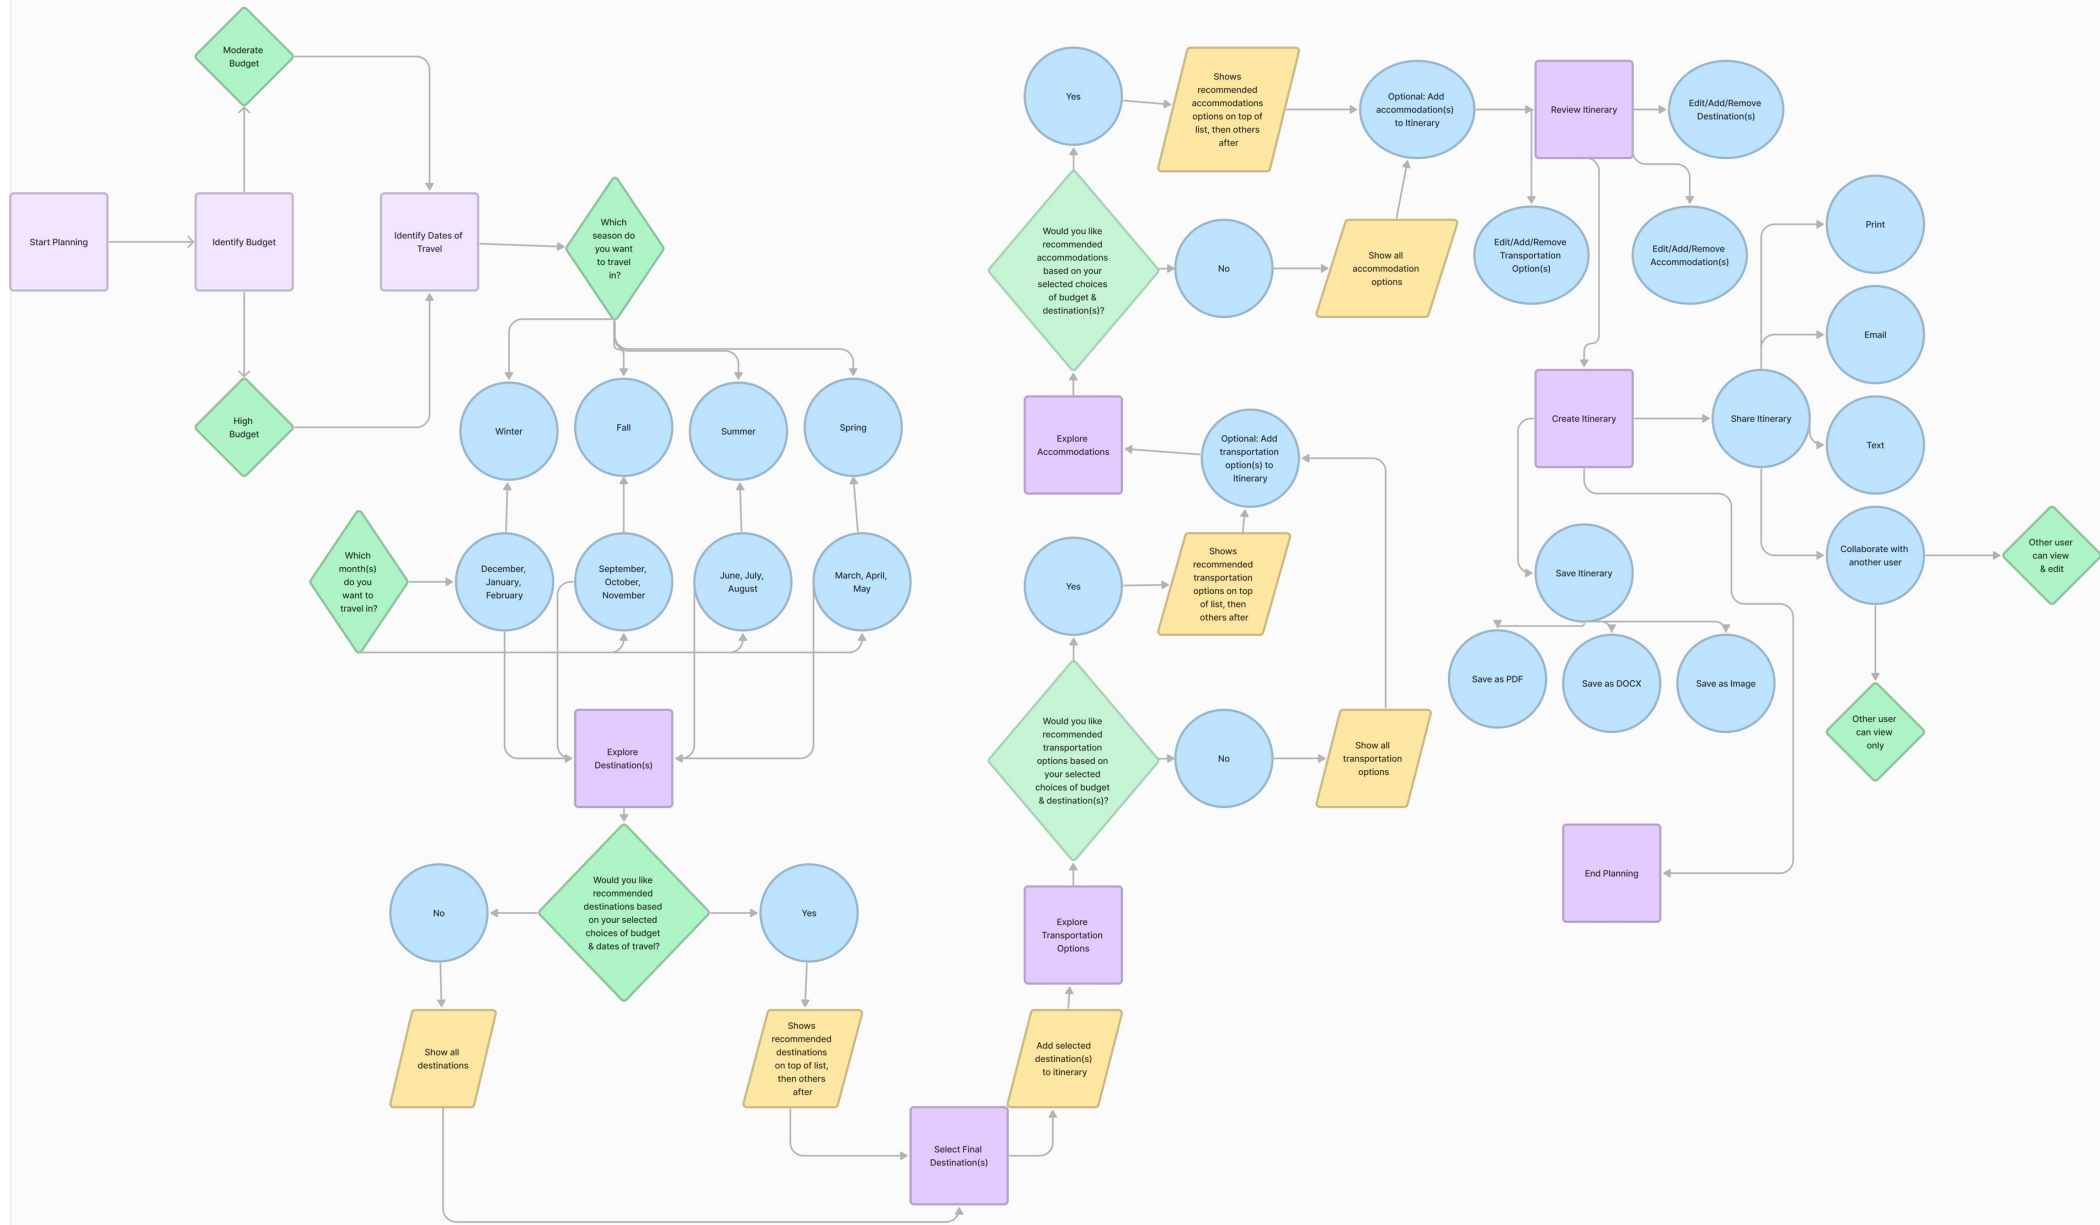 Moderate
Budget
Start Planning
Identify Budget
High
Budget
Identify Dates of
Travel
Which
season do
you want
to travel
in?
Winter
Fall
Summer
Spring
Which
month(s)
do you
want to
travel in?
December,
January,
February
September,
October,
November
June, July,
August
March, April,
May
Explore
Destination(s)
Would you like
recommended
destinations based
on your selected
choices of budget
& dates of travel?
No
Yes
Show all
destinations
Shows
recommended
destinations
on top of list,
then others
after
Select Final
Destination(s)
Add selected
destination(s)
to itinerary
Explore
Transportation
Options
Would you like
recommended
transportation
options based on
your selected
choices of budget
& destination(s)?
Yes
No
Shows
recommended
transportation
options on top
of list, then
others after
Show all
transportation
options
Optional: Add
transportation
option(s) to
Itinerary
Explore
Accommodations
Would you like
recommended
accommodations
based on your
selected choices
of budget &
destination(s)?
Yes
No
Shows
recommended
accommodations
options on top of
list, then others
after
Show all
accommodation
options
Optional: Add
accommodation(s)
to Itinerary
Review Itinerary
Edit/Add/Remove
Destination(s)
Edit/Add/Remove
Transportation
Option(s)
Edit/Add/Remove
Accommodation(s)
Create Itinerary
Share Itinerary
Print
Email
Text
Collaborate with
another user
Other user
can view
& edit
Other user
can view
only
Save Itinerary
Save as PDF
Save as DOCX
Save as Image
End Planning